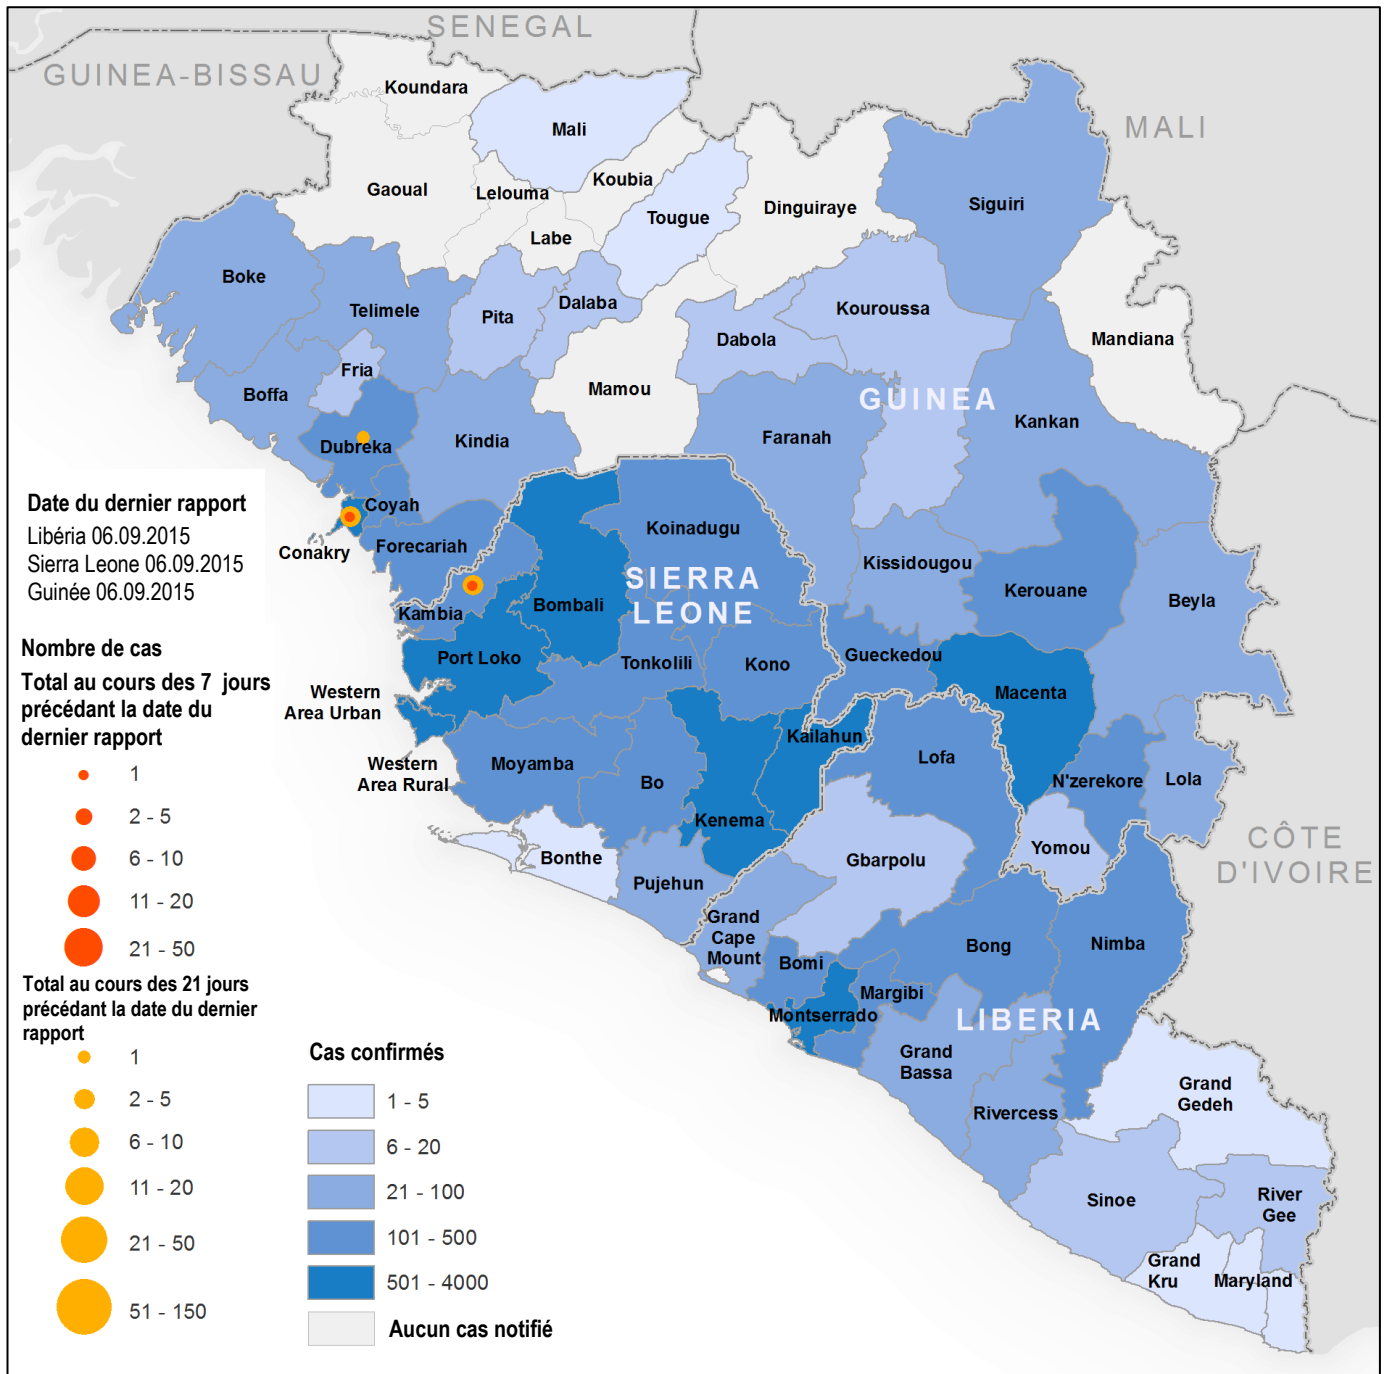 SENEGAL
GUINEA-BISSAU
MALI
Koundara
Mali
Gaoual
Lelouma
Koubia
Labe
Tougue
Dinguiraye
Siguiri
Boke
Telimele
Pita
Dalaba
Dabola
Kouroussa
Mandiana
Fria
Boffa
Mamou
GUINEA
Kankan
Dubreka
Kindia
Faranah
Coyah
Conakry
Forecariah
Koinadugu
Kissidougou
Kerouane
Beyla
SIERRA
LEONE
Kambia
Bombali
Port Loko
Tonkolili
Kono
Gueckedou
Macenta
Western
Area Urban
Western
Area Rural
Moyamba
Bo
Kailahun
Kenema
Lofa
N'zerekore
Lola
Bonthe
Pujehun
Gbarpolu
Yomou
CÔTE
D'IVOIRE
Grand
Cape
Mount
Bomi
Bong
Nimba
Margibi
Montserrado
LIBERIA
Grand
Bassa
Rivercess
Grand
Gedeh
Sinoe
River
Gee
Grand
Kru
Maryland
Date du dernier rapport
Libéria 06.09.2015
Sierra Leone 06.09.2015
Guinée 06.09.2015
Nombre de cas
Total au cours des 7 jours
précédant la date du
dernier rapport
1
2 - 5
6 - 10
11 - 20
21 - 50
Total au cours des 21 jours
précédant la date du dernier
rapport
1
2 - 5
6 - 10
11 - 20
21 - 50
51 - 150
Cas confirmés
1 - 5
6 - 20
21 - 100
101 - 500
501 - 4000
Aucun cas notifié